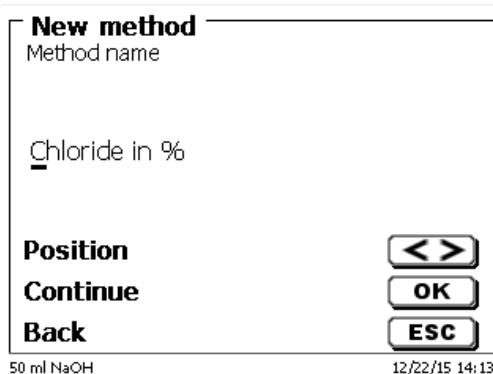 New method
Method name
Chloride in %
Position < >
Continue OK
Back ESC
50 ml NaOH 12/22/15 14:13